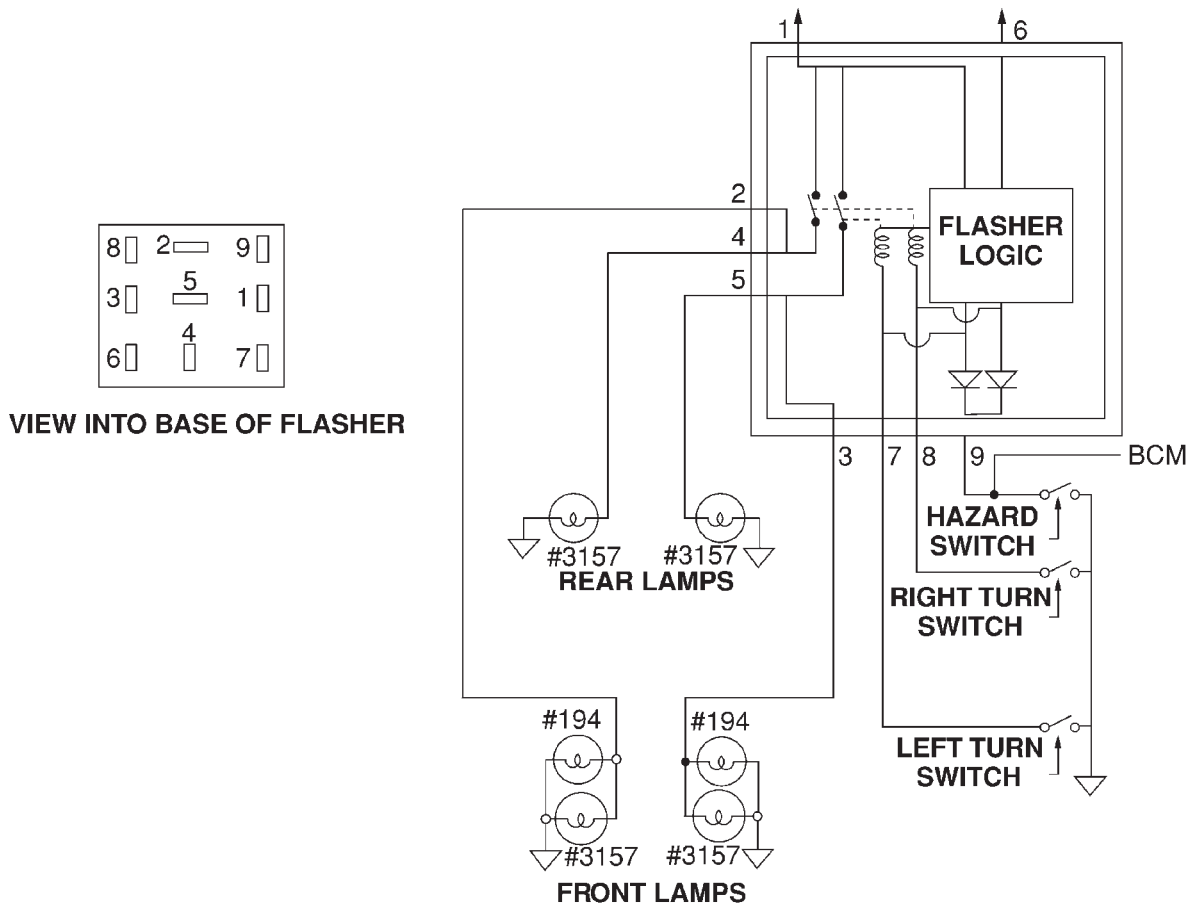 1
6
2
4
5
FLASHER
LOGIC
8 2 9
5
3 1
4
6 7
VIEW INTO BASE OF FLASHER
3 7 8 9
BCM
HAZARD
SWITCH
#3157 #3157
REAR LAMPS
RIGHT TURN
SWITCH
#194 #194
LEFT TURN
SWITCH
#3157 #3157
FRONT LAMPS